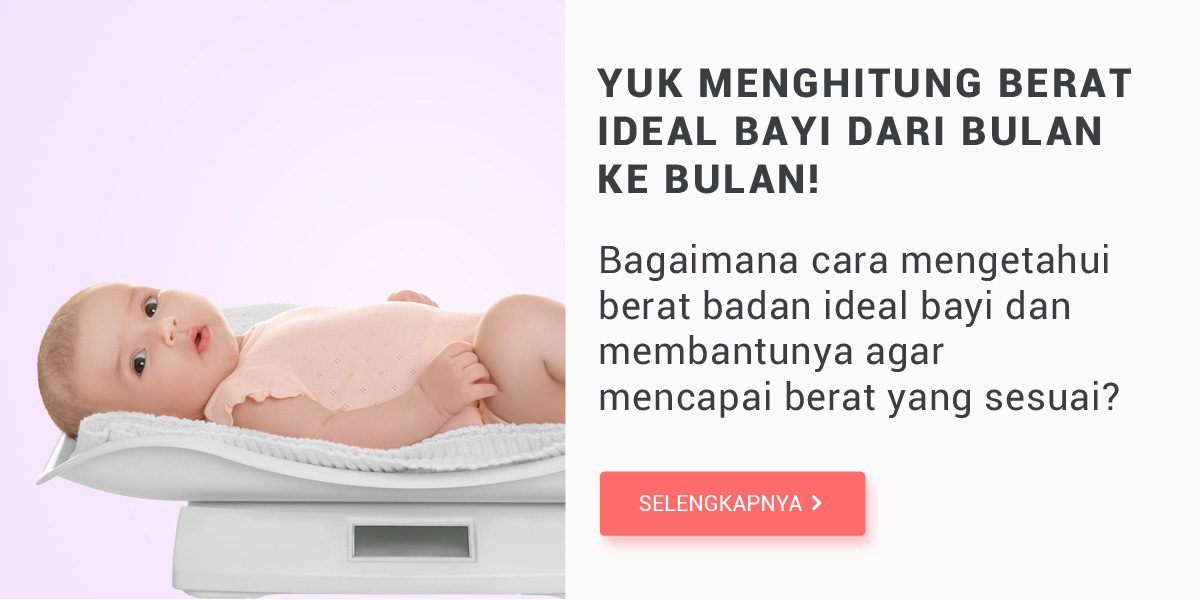 YUK MENGHITUNG BERAT
IDEAL BAYI DARI BULAN
KE BULAN!
Bagaimana cara mengetahui
berat badan ideal bayi dan
membantunya agar
mencapai berat yang sesuai?
SELENGKAPNYA